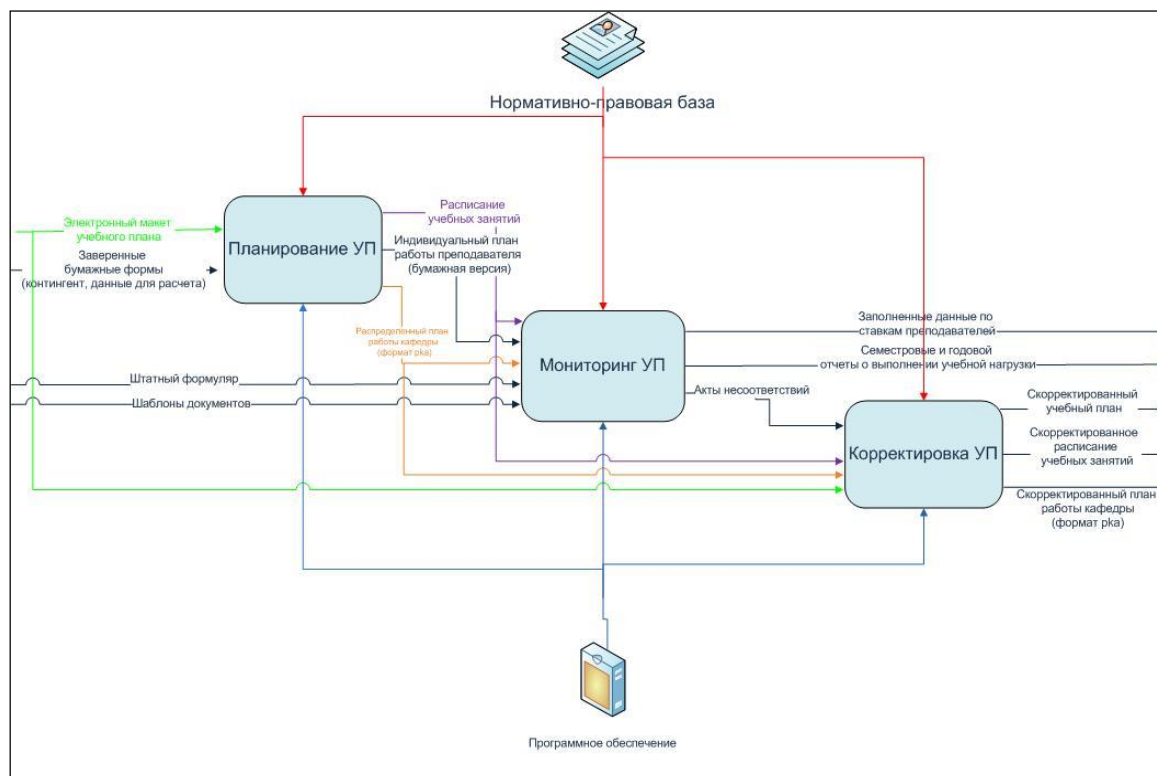 Нормативно-правовая база
Электронный макет
учебного плана
Заверенные
бумажные формы
(контингент, данные для расчета)
Планирование УП
Расписание
учебных занятий
Индивидуальный план
работы преподавателя
(бумажная версия)
Распределенный план
работы кафедры
(формат pka)
Штатный формуляр
Шаблоны документов
Мониторинг УП
Заполненные данные по
ставкам преподавателей
Семестровые и годовой
отчеты о выполнении учебной нагрузки
Акты несоответствий
Корректировка УП
Скорректированный
учебный план
Скорректированное
расписание
учебных занятий
Скорректированный план
работы кафедры
(формат pka)
Программное обеспечение